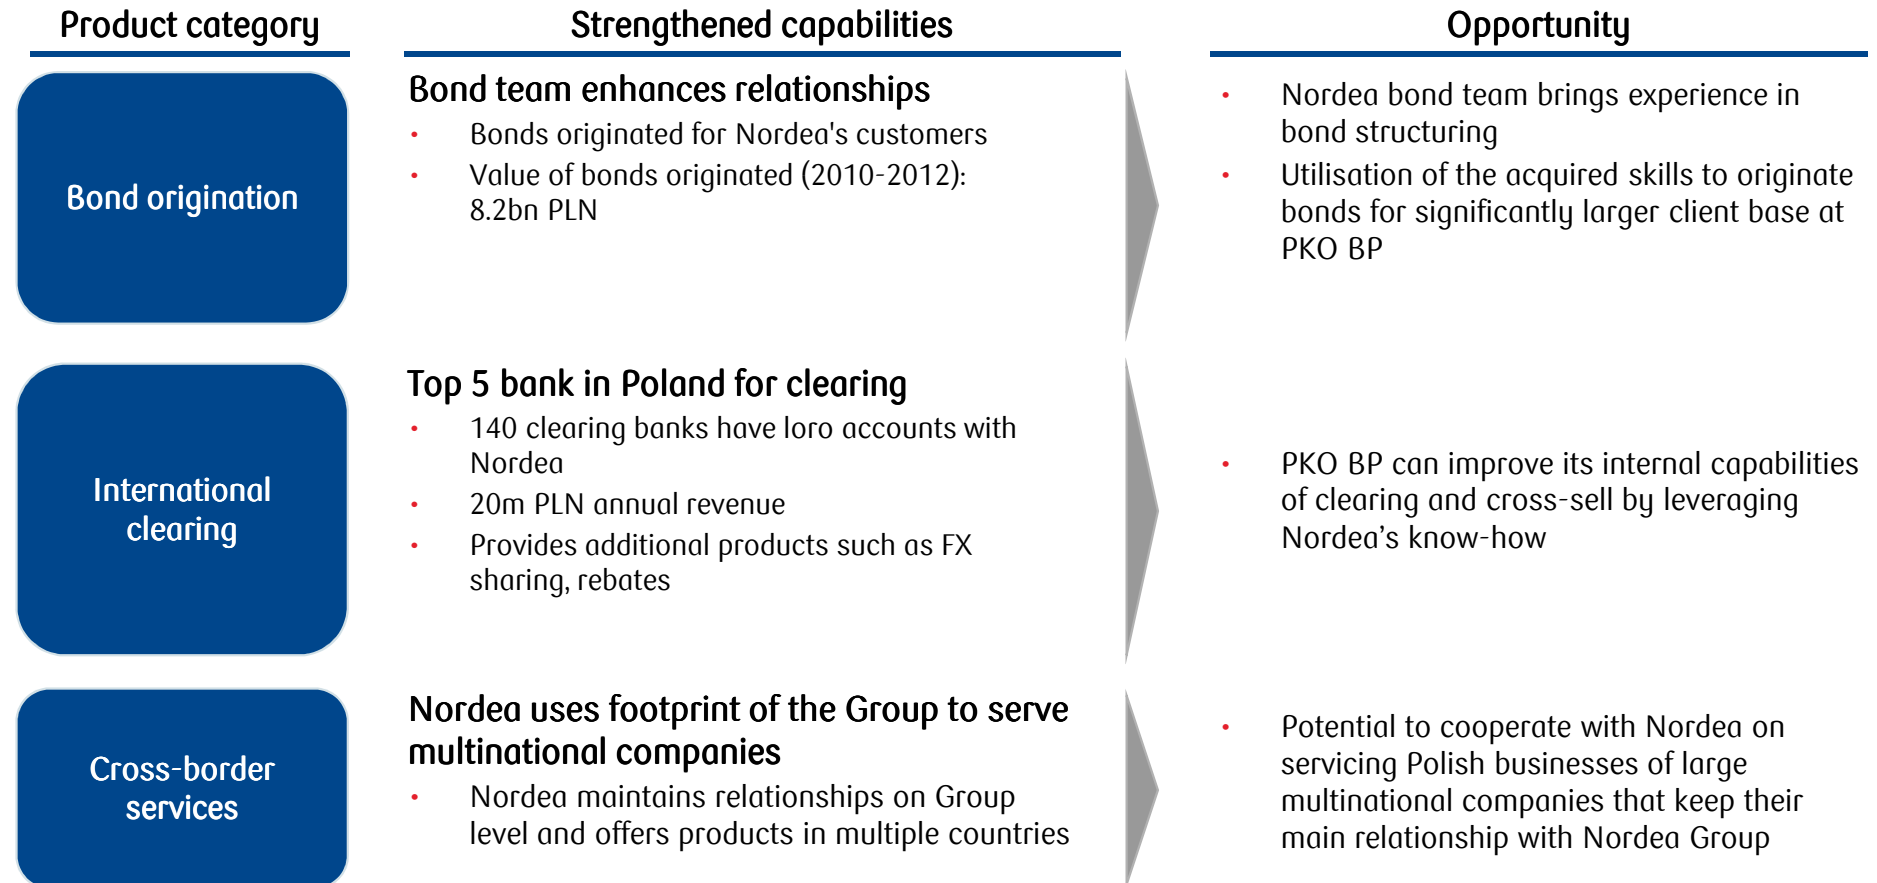 Product category
Strengthened capabilities
Opportunity
Bond origination
Bond team enhances relationships
• Bonds originated for Nordea's customers
• Value of bonds originated (2010-2012):
8.2bn PLN
• Nordea bond team brings experience in
bond structuring
• Utilisation of the acquired skills to originate
bonds for significantly larger client base at
PKO BP
International
clearing
Top 5 bank in Poland for clearing
• 140 clearing banks have loro accounts with
Nordea
• 20m PLN annual revenue
• Provides additional products such as FX
sharing, rebates
• PKO BP can improve its internal capabilities
of clearing and cross-sell by leveraging
Nordea’s know-how
Cross-border
services
Nordea uses footprint of the Group to serve
multinational companies
• Nordea maintains relationships on Group
level and offers products in multiple countries
• Potential to cooperate with Nordea on
servicing Polish businesses of large
multinational companies that keep their
main relationship with Nordea Group